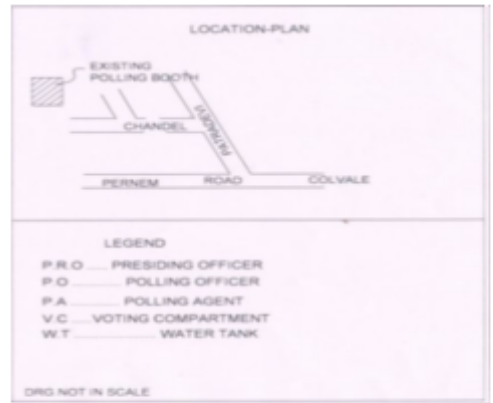 LOCATION-PLAN
EXISTING
POLLING BOOTH
CHANDEL
PATRADEVI
PERNEM ROAD COLVALE
LEGEND
P.R.O ..... PRESIDING OFFICER
P.O ............ POLLING OFFICER
P.A ............ POLLING AGENT
V.C .... VOTING COMPARTMENT
W.T .................... WATER TANK
DRG.NOT IN SCALE